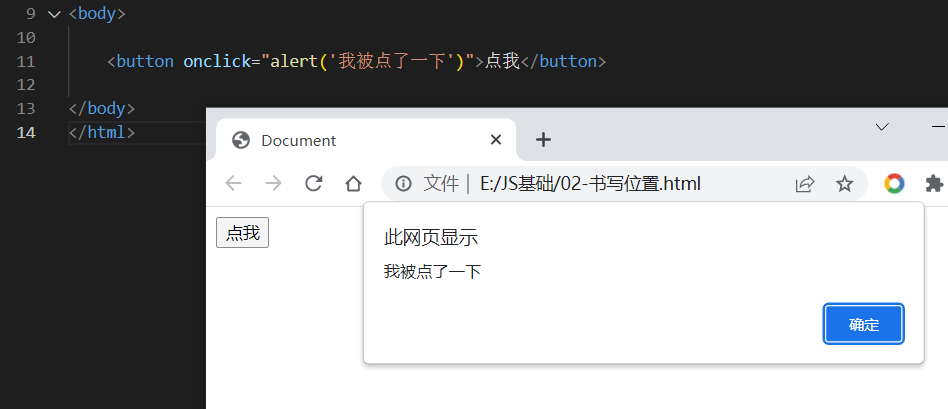 9 <body>
10
11 <button onclick="alert('我被点了一下')">点我</button>
12
13 </body>
14 </html>
Document
文件 | E:/JS基础/02-书写位置.html
点我
此网页显示
我被点了一下
确定